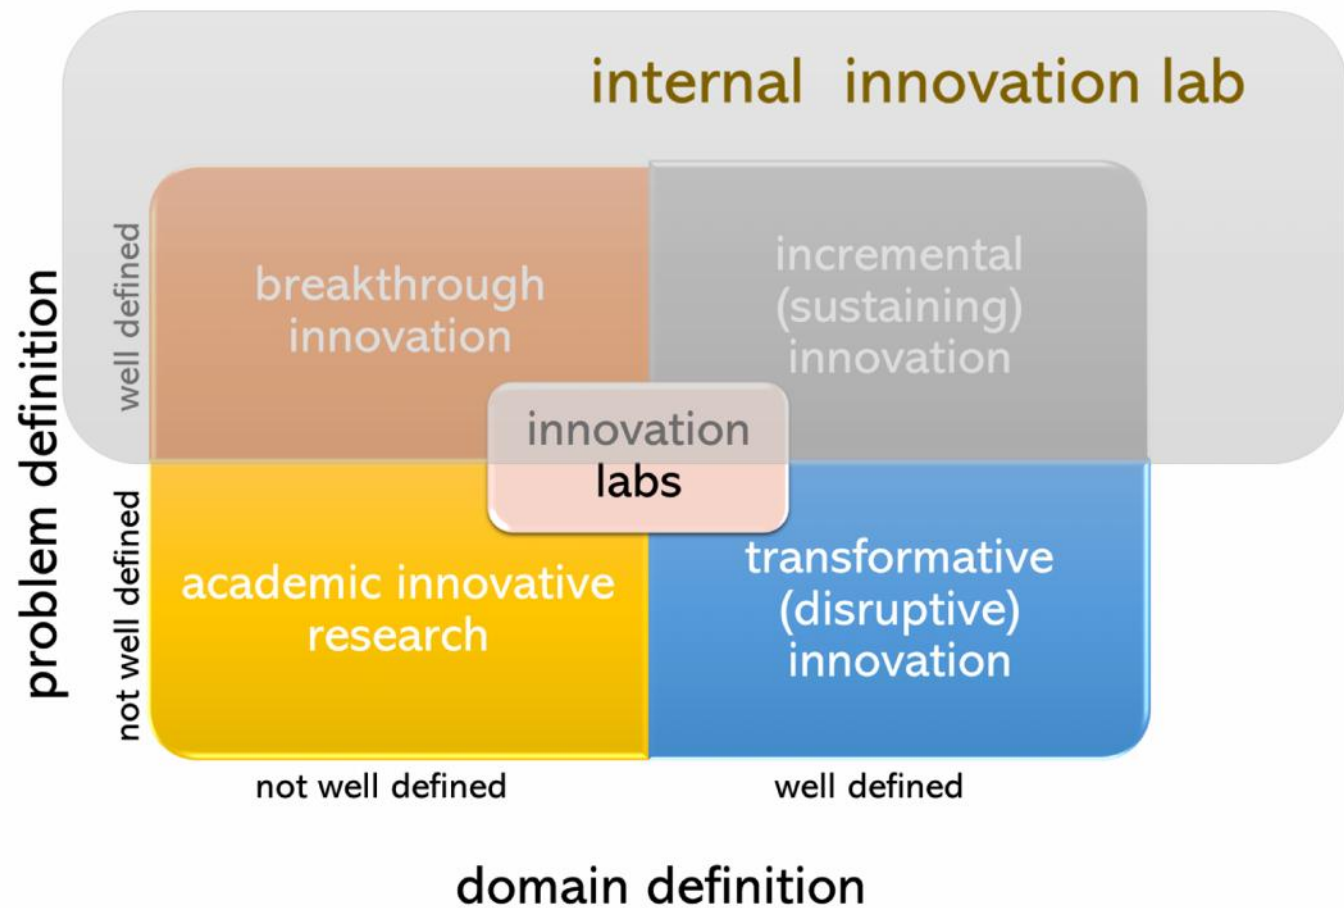 internal innovation lab
problem definition
well defined
not well defined
breakthrough
innovation
incremental
(sustaining)
innovation
innovation
labs
academic innovative
research
transformative
(disruptive)
innovation
not well defined
well defined
domain definition